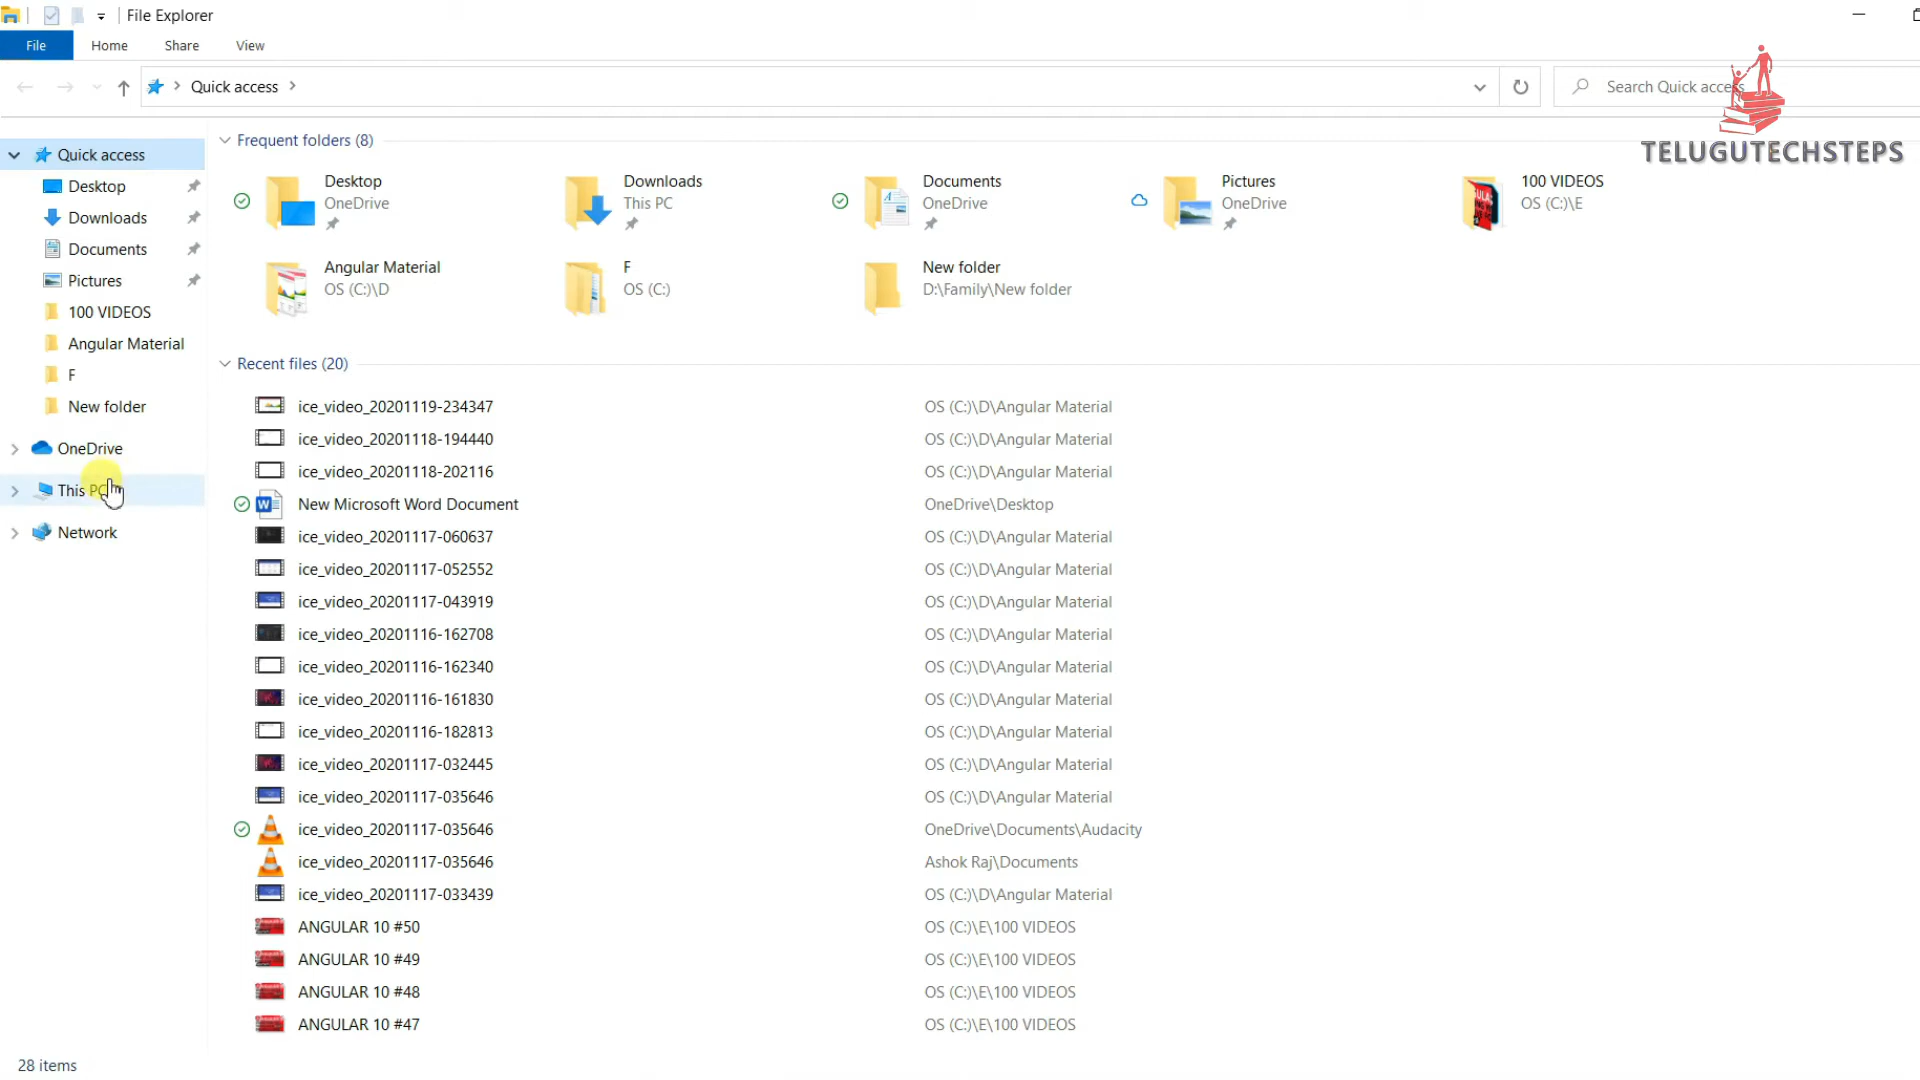 File Explorer
File Home Share View
Quick access
Search Quick access
TELUGUTECHSTEPS
Quick access
Desktop
Downloads
Documents
Pictures
100 VIDEOS
Angular Material
F
New folder
OneDrive
This PC
Network
Frequent folders (8)
Desktop
OneDrive
Downloads
This PC
Documents
OneDrive
Pictures
OneDrive
100 VIDEOS
OS (C:)\E
Angular Material
OS (C:)\D
F
OS (C:)
New folder
D:\Family\New folder
Recent files (20)
ice_video_20201119-234347 OS (C:)\D\Angular Material
ice_video_20201118-194440 OS (C:)\D\Angular Material
ice_video_20201118-202116 OS (C:)\D\Angular Material
New Microsoft Word Document OneDrive\Desktop
ice_video_20201117-060637 OS (C:)\D\Angular Material
ice_video_20201117-052552 OS (C:)\D\Angular Material
ice_video_20201117-043919 OS (C:)\D\Angular Material
ice_video_20201116-162708 OS (C:)\D\Angular Material
ice_video_20201116-162340 OS (C:)\D\Angular Material
ice_video_20201116-161830 OS (C:)\D\Angular Material
ice_video_20201116-182813 OS (C:)\D\Angular Material
ice_video_20201117-032445 OS (C:)\D\Angular Material
ice_video_20201117-035646 OS (C:)\D\Angular Material
ice_video_20201117-035646 OneDrive\Documents\Audacity
ice_video_20201117-035646 Ashok Raj\Documents
ice_video_20201117-033439 OS (C:)\D\Angular Material
ANGULAR 10 #50 OS (C:)\E\100 VIDEOS
ANGULAR 10 #49 OS (C:)\E\100 VIDEOS
ANGULAR 10 #48 OS (C:)\E\100 VIDEOS
ANGULAR 10 #47 OS (C:)\E\100 VIDEOS
28 items